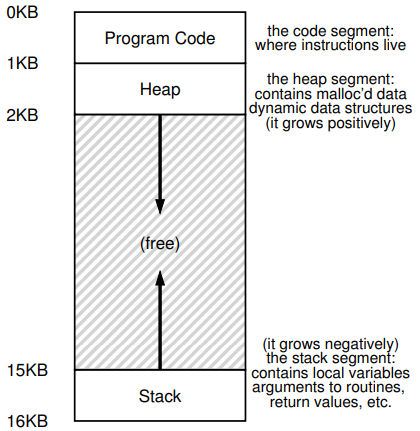 0KB
Program Code
the code segment:
where instructions live
1KB
Heap
the heap segment:
contains malloc'd data
dynamic data structures
(it grows positively)
2KB
(free)
(it grows negatively)
the stack segment:
contains local variables
arguments to routines,
return values, etc.
15KB
Stack
16KB